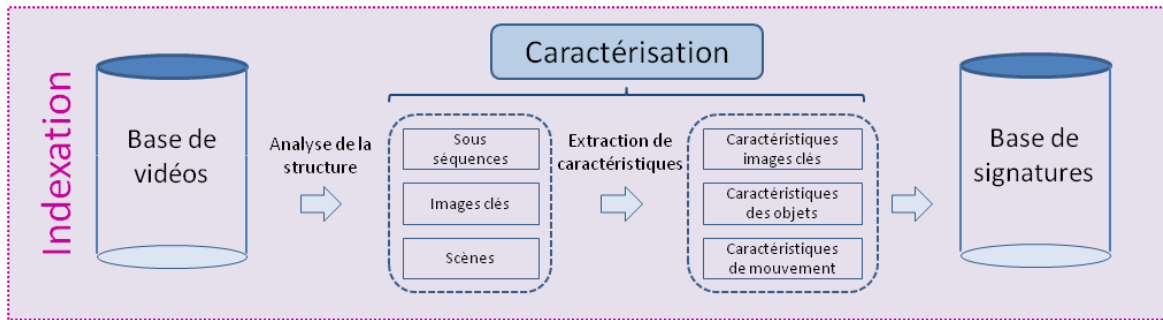 Indexation
Base de
vidéos
Analyse de la
structure
Caractérisation
Sous
séquences
Images clés
Scènes
Extraction de
caractéristiques
Caractéristiques
images clés
Caractéristiques
des objets
Caractéristiques
de mouvement
Base de
signatures